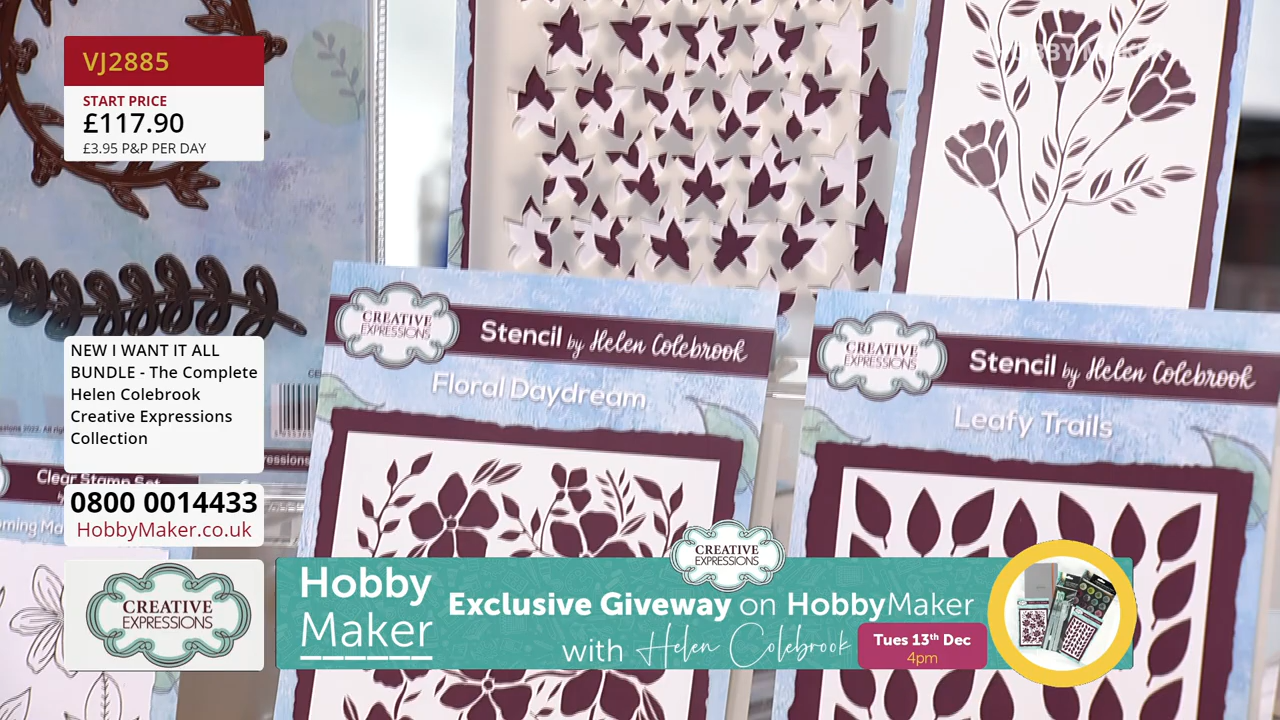 VJ2885
START PRICE
£117.90
£3.95 P&P PER DAY
HOBBY MAKER
NEW I WANT IT ALL
BUNDLE - The Complete
Helen Colebrook
Creative Expressions
Collection
0800 0014433
HobbyMaker.co.uk
CREATIVE
EXPRESSIONS
CREATIVE
EXPRESSIONS
Stencil by Helen Colebrook
Floral Daydream
CREATIVE
EXPRESSIONS
Stencil by Helen Colebrook
Leafy Trails
Clear Stamp Set
CREATIVE
EXPRESSIONS
Hobby
Maker
Exclusive Giveway on HobbyMaker
with Helen Colebrook
Tues 13th Dec
4pm